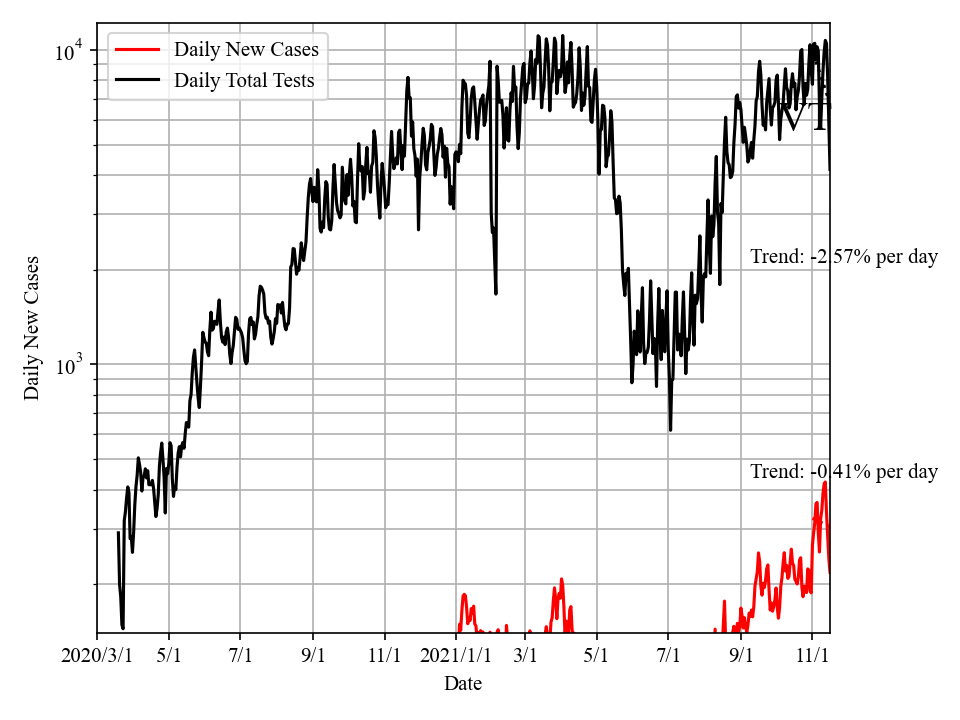 Daily New Cases
Daily Total Tests
10^4
10^3
VT
Trend: -2.57% per day
Trend: -0.41% per day
Daily New Cases
2020/3/1 5/1 7/1 9/1 11/1 2021/1/1 3/1 5/1 7/1 9/1 11/1
Date